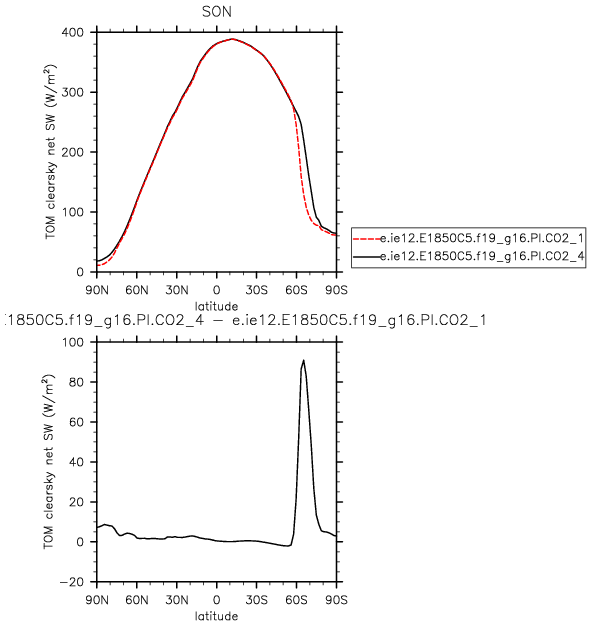 SON
TOM clearsky net SW (W/m²)
400
300
200
100
0
90N 60N 30N 0 30S 60S 90S
latitude
e.ie12.E1850C5.f19_g16.PI.CO2_1
e.ie12.E1850C5.f19_g16.PI.CO2_4
.1850C5.f19_g16.PI.CO2_4 − e.ie12.E1850C5.f19_g16.PI.CO2_1
TOM clearsky net SW (W/m²)
100
80
60
40
20
0
−20
90N 60N 30N 0 30S 60S 90S
latitude